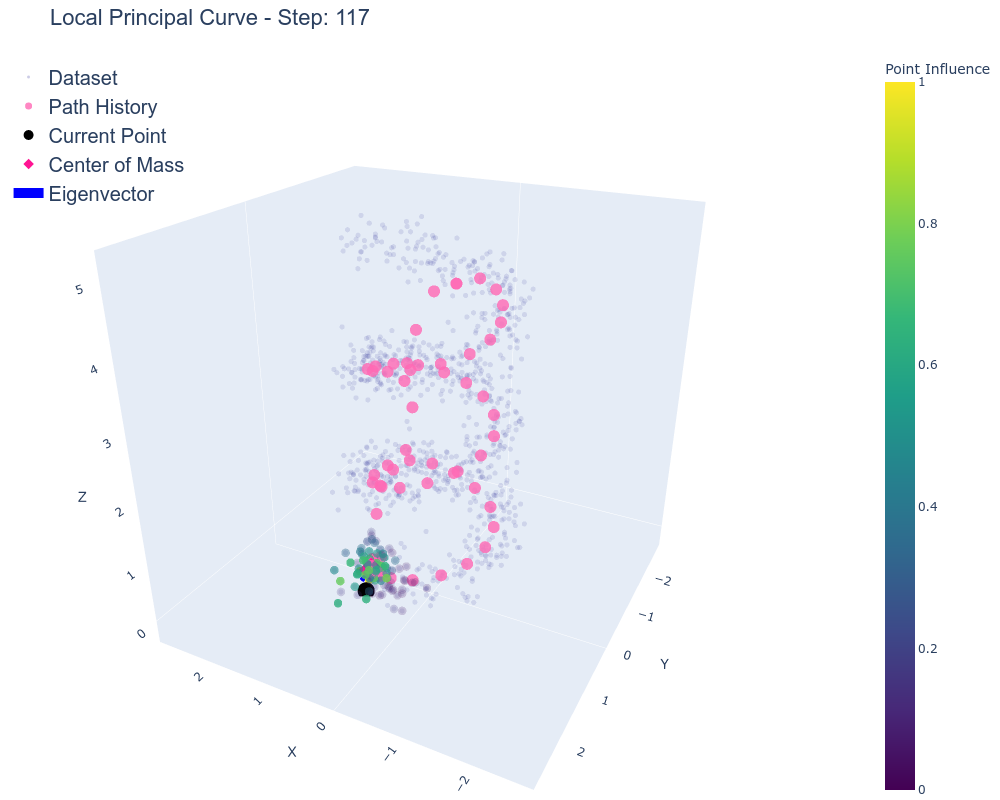 Local Principal Curve - Step: 117
Dataset
Path History
Current Point
Center of Mass
Eigenvector
Point Influence
1
0.8
0.6
0.4
0.2
0
5
4
3
2
1
0
Z
2
1
0
−1
−2
X
−2
−1
0
1
2
Y